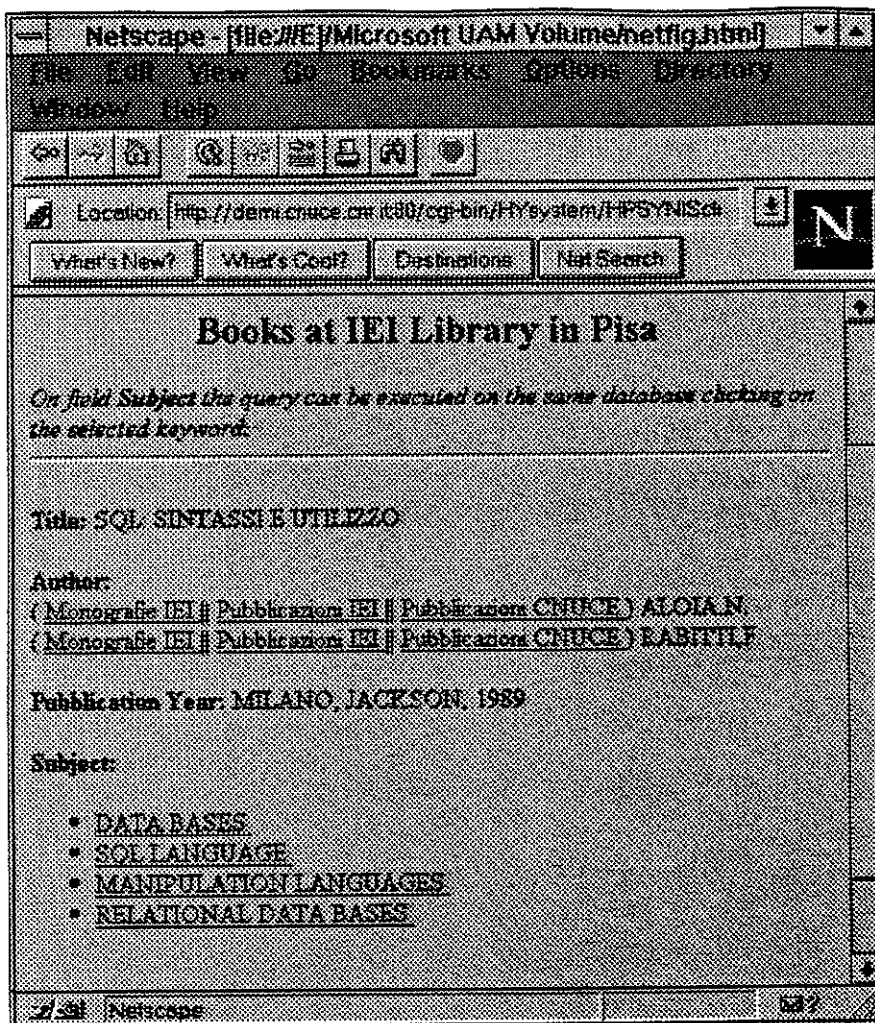 Netscape - [file:///E|/Microsoft UAM Volume/netfig.html]
File Edit View Go Bookmarks Options Directory
Window Help
Location: http://demi.cnuce.cnr.it:80/cgi-bin/HYsystem/HPSYNISdi
N
What's New? What's Cool? Destinations Net Search
Books at IEI Library in Pisa
On field Subject the query can be executed on the same database clicking on
the selected keyword.
Title: SQL: SINTASSI E UTILIZZO
Author:
( Monografie IEI || Pubblicazioni IEI || Pubblicazioni CNUCE ) ALOIA,N.
( Monografie IEI || Pubblicazioni IEI || Pubblicazioni CNUCE ) RABITTI,F
Pubblication Year: MILANO, JACKSON, 1989
Subject:
• DATA BASES
• SQL LANGUAGE
• MANIPULATION LANGUAGES
• RELATIONAL DATA BASES
Netscape